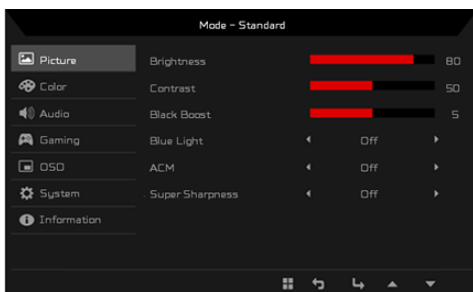 Mode - Standard
Picture
Brightness 80
Color
Contrast 50
Audio
Black Boost 5
Gaming
Blue Light Off
OSD
ACM Off
System
Super Sharpness Off
Information